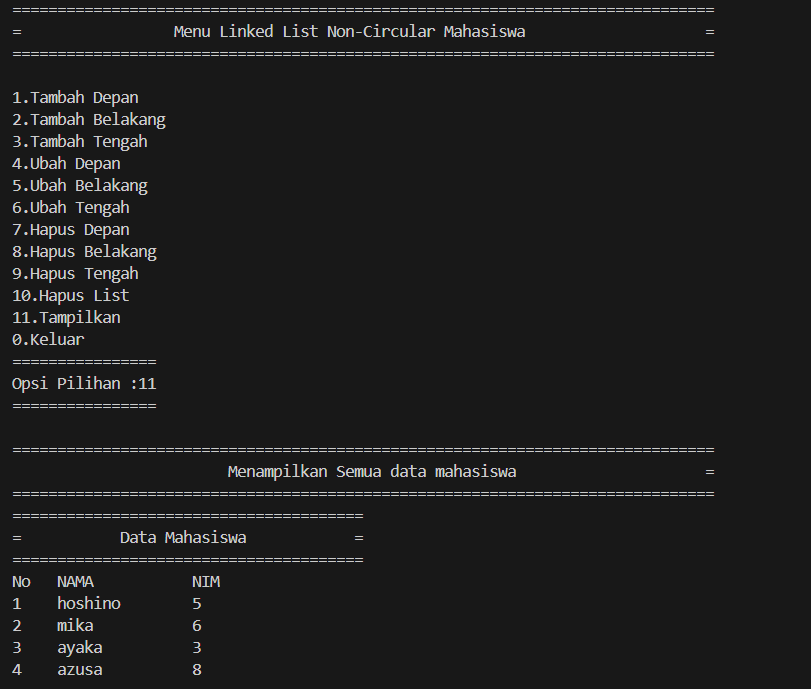 ==============================================================================
=                 Menu Linked List Non-Circular Mahasiswa                    =
==============================================================================
1.Tambah Depan
2.Tambah Belakang
3.Tambah Tengah
4.Ubah Depan
5.Ubah Belakang
6.Ubah Tengah
7.Hapus Depan
8.Hapus Belakang
9.Hapus Tengah
10.Hapus List
11.Tampilkan
0.Keluar
================
Opsi Pilihan :11
================
==============================================================================
                        Menampilkan Semua data mahasiswa                     =
==============================================================================
=======================================
=           Data Mahasiswa            =
=======================================
No   NAMA           NIM
1    hoshino        5
2    mika           6
3    ayaka          3
4    azusa          8